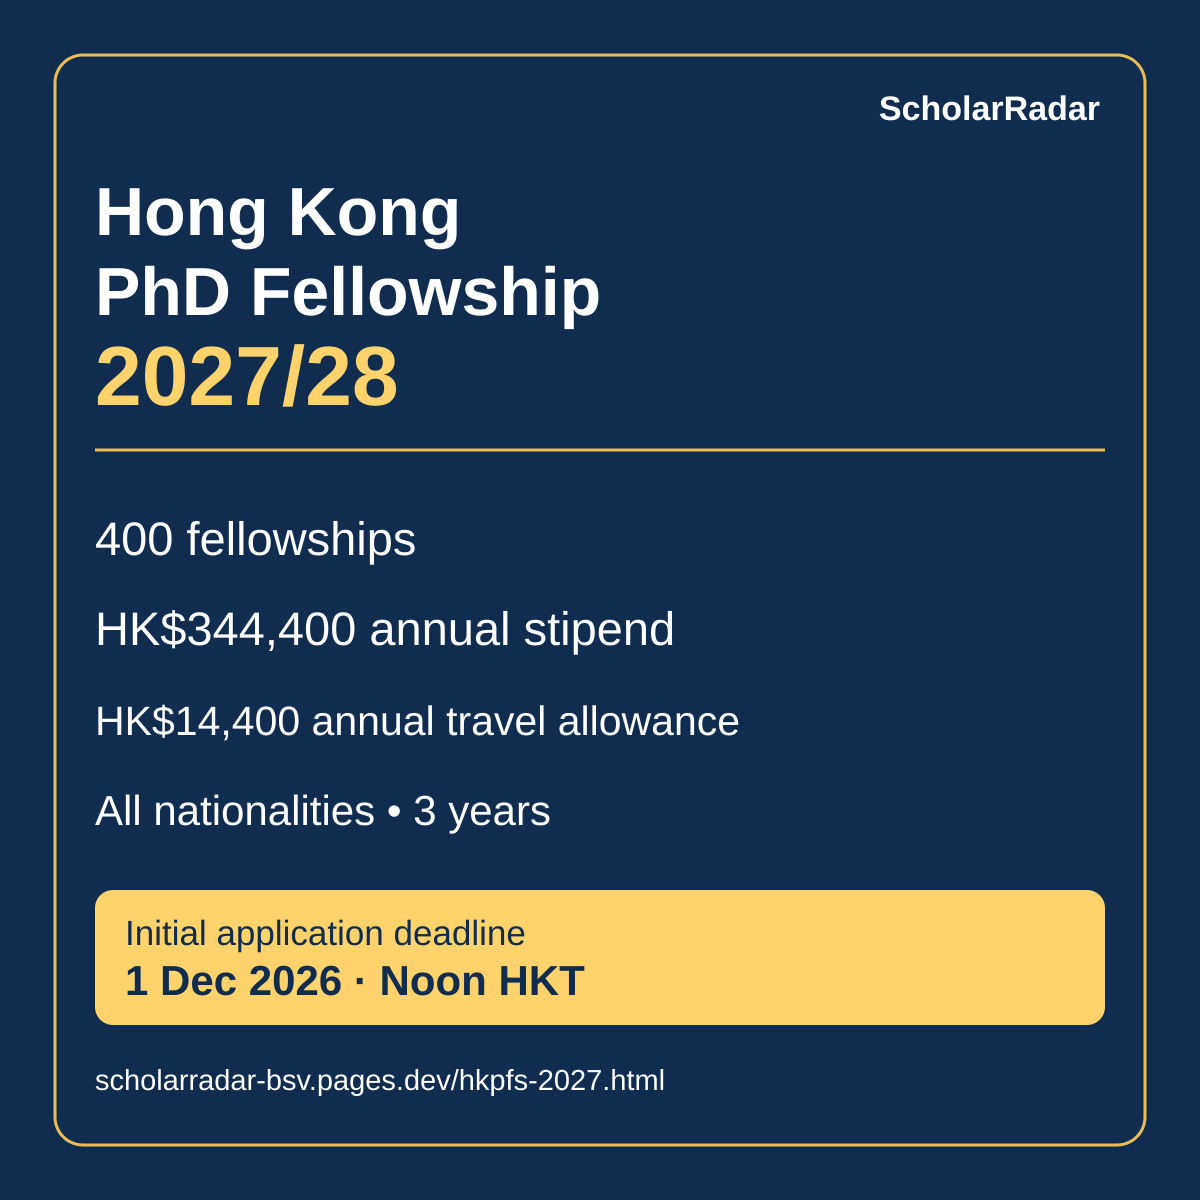 ScholarRadar
Hong Kong
PhD Fellowship
2027/28
400 fellowships
HK$344,400 annual stipend
HK$14,400 annual travel allowance
All nationalities • 3 years
Initial application deadline
1 Dec 2026 · Noon HKT
scholarradar-bsv.pages.dev/hkpfs-2027.html